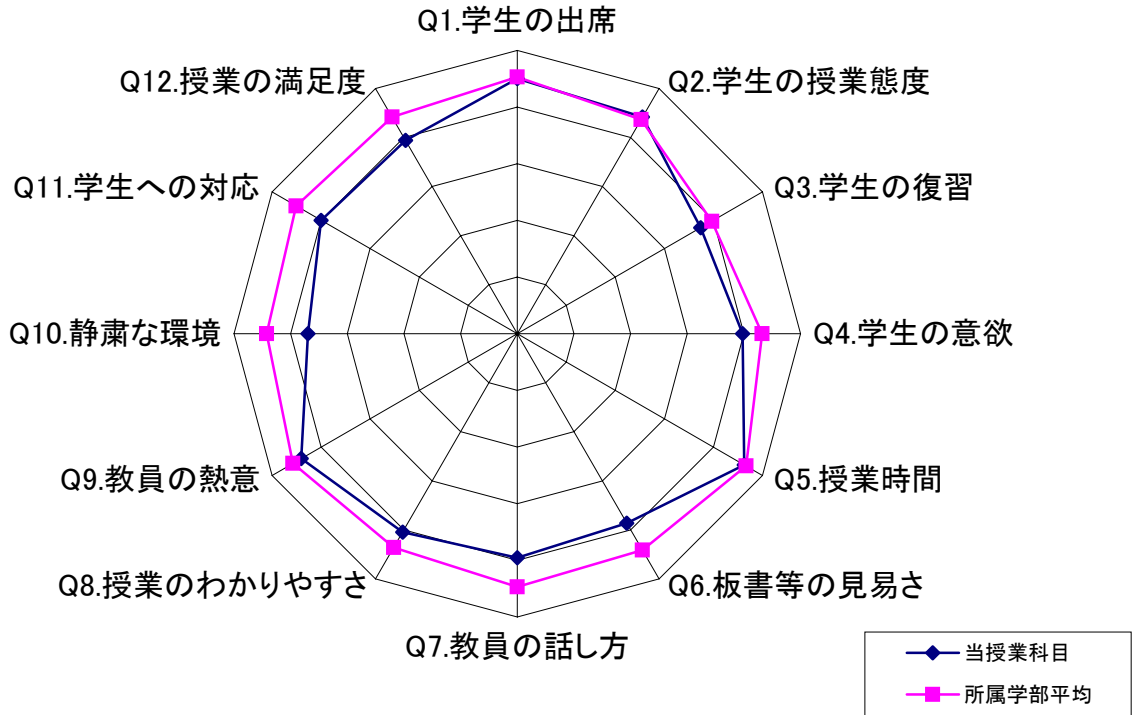 Q1.学生の出席
Q2.学生の授業態度
Q3.学生の復習
Q4.学生の意欲
Q5.授業時間
Q6.板書等の見易さ
Q7.教員の話し方
Q8.授業のわかりやすさ
Q9.教員の熱意
Q10.静粛な環境
Q11.学生への対応
Q12.授業の満足度
当授業科目
所属学部平均